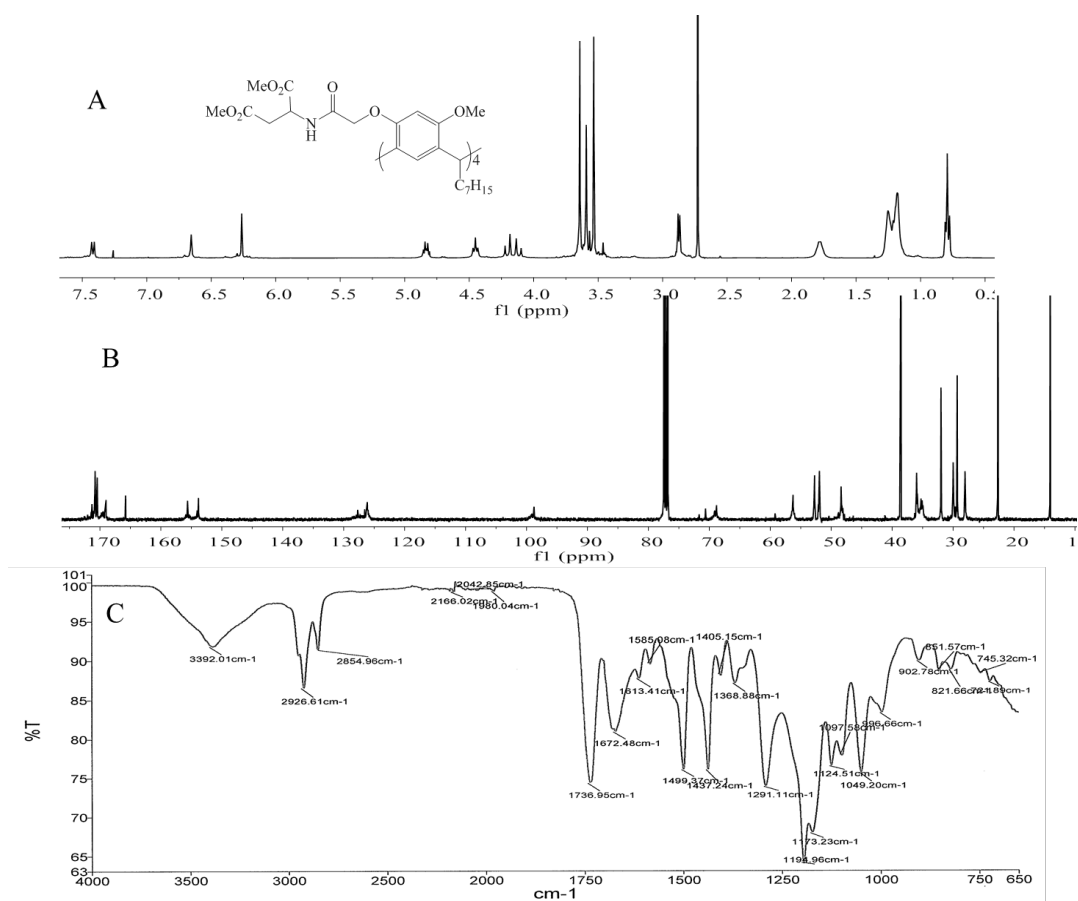 A
MeO₂C
O
MeO₂C
N
H
O
OMe
4
C₇H₁₅
7.5 7.0 6.5 6.0 5.5 5.0 4.5 4.0 3.5 3.0 2.5 2.0 1.5 1.0
f1 (ppm)
B
170 160 150 140 130 120 110 100 90 80 70 60 50 40 30 20
f1 (ppm)
C
101
100
95
90
85
80
75
70
65
63
%T
2042.85cm-1
2166.02cm-1
1980.04cm-1
3392.01cm-1
2854.96cm-1
2926.61cm-1
1585.08cm-1
1405.15cm-1
1613.41cm-1
1368.88cm-1
1672.48cm-1
851.57cm-1
745.32cm-1
902.78cm-1
821.66cm-1
1097.58cm-1
996.66cm-1
1736.95cm-1
1499.37cm-1
1437.24cm-1
1291.11cm-1
1124.51cm-1
1049.20cm-1
1173.23cm-1
1194.96cm-1
4000 3500 3000 2500 2000 1750 1500 1250 1000 750 650
cm-1